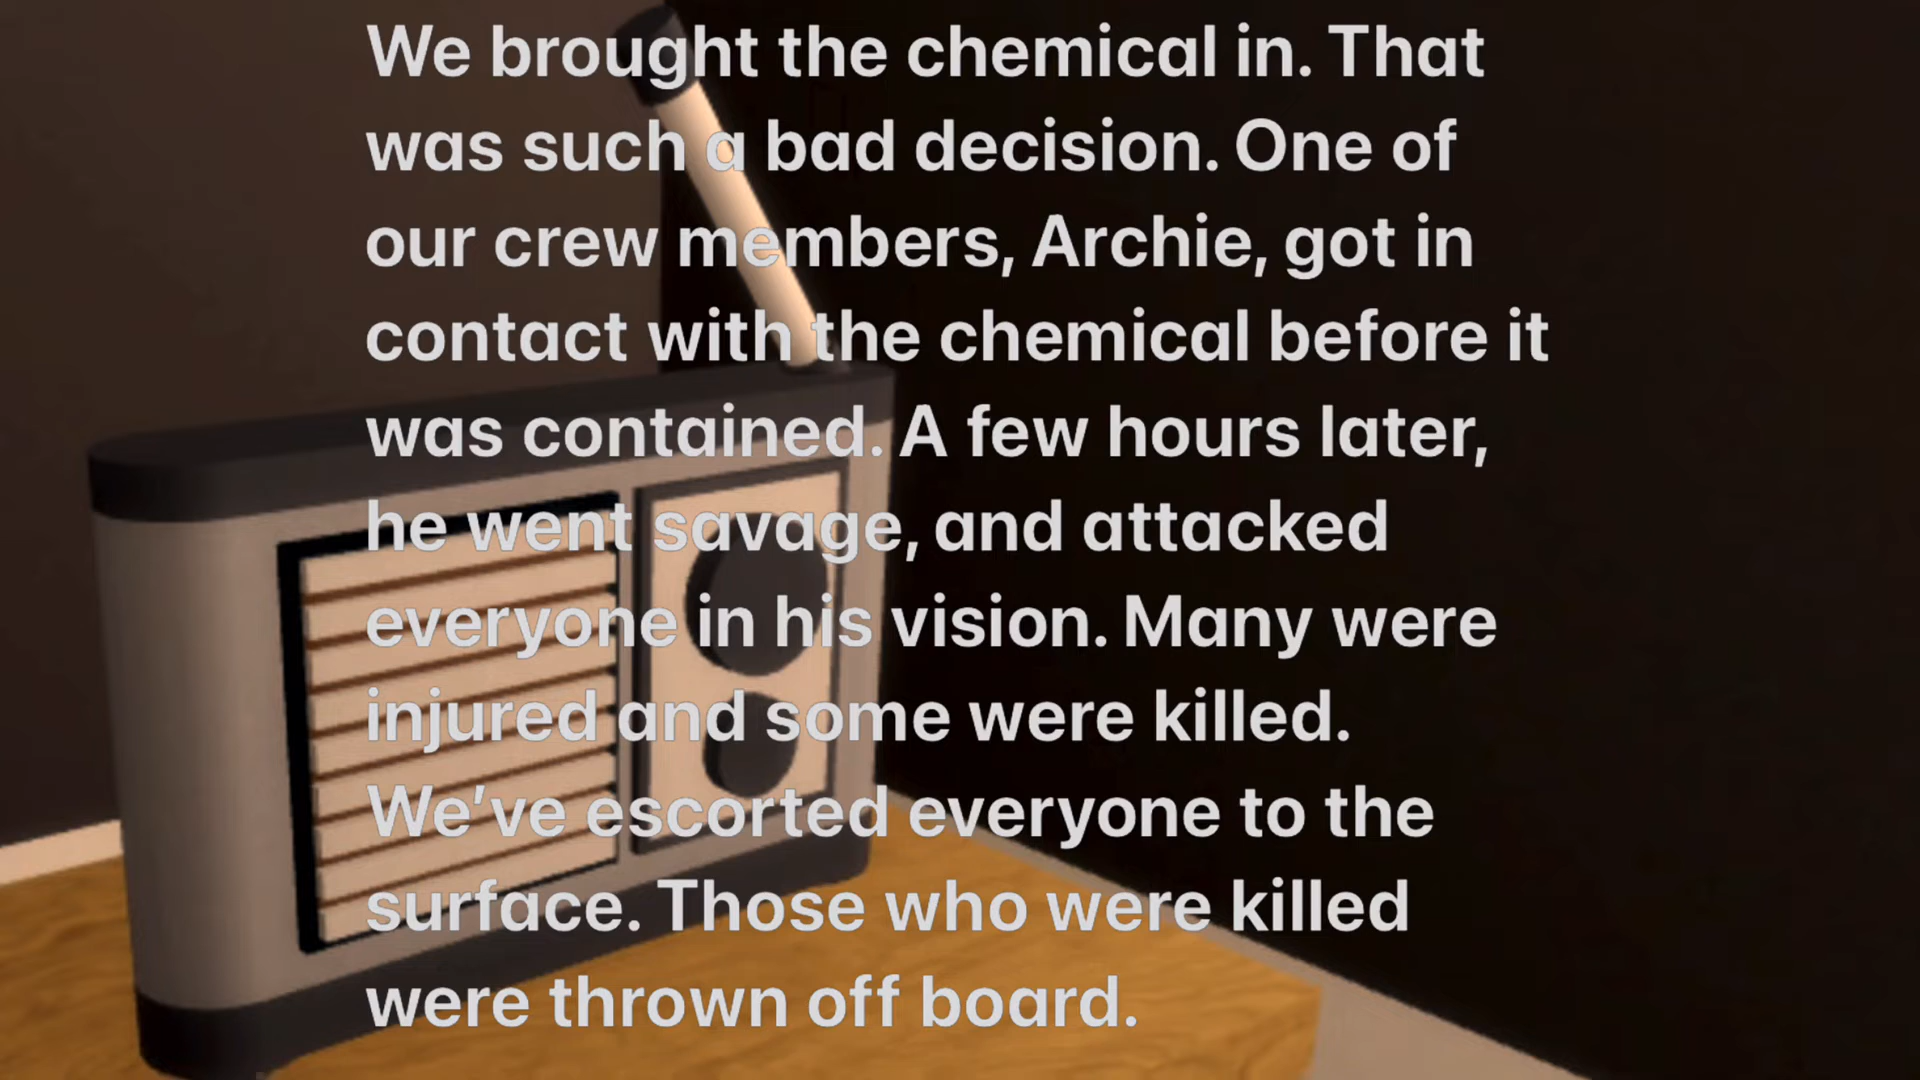 We brought the chemical in. That
was such a bad decision. One of
our crew members, Archie, got in
contact with the chemical before it
was contained. A few hours later,
he went savage, and attacked
everyone in his vision. Many were
injured and some were killed.
We've escorted everyone to the
surface. Those who were killed
were thrown off board.